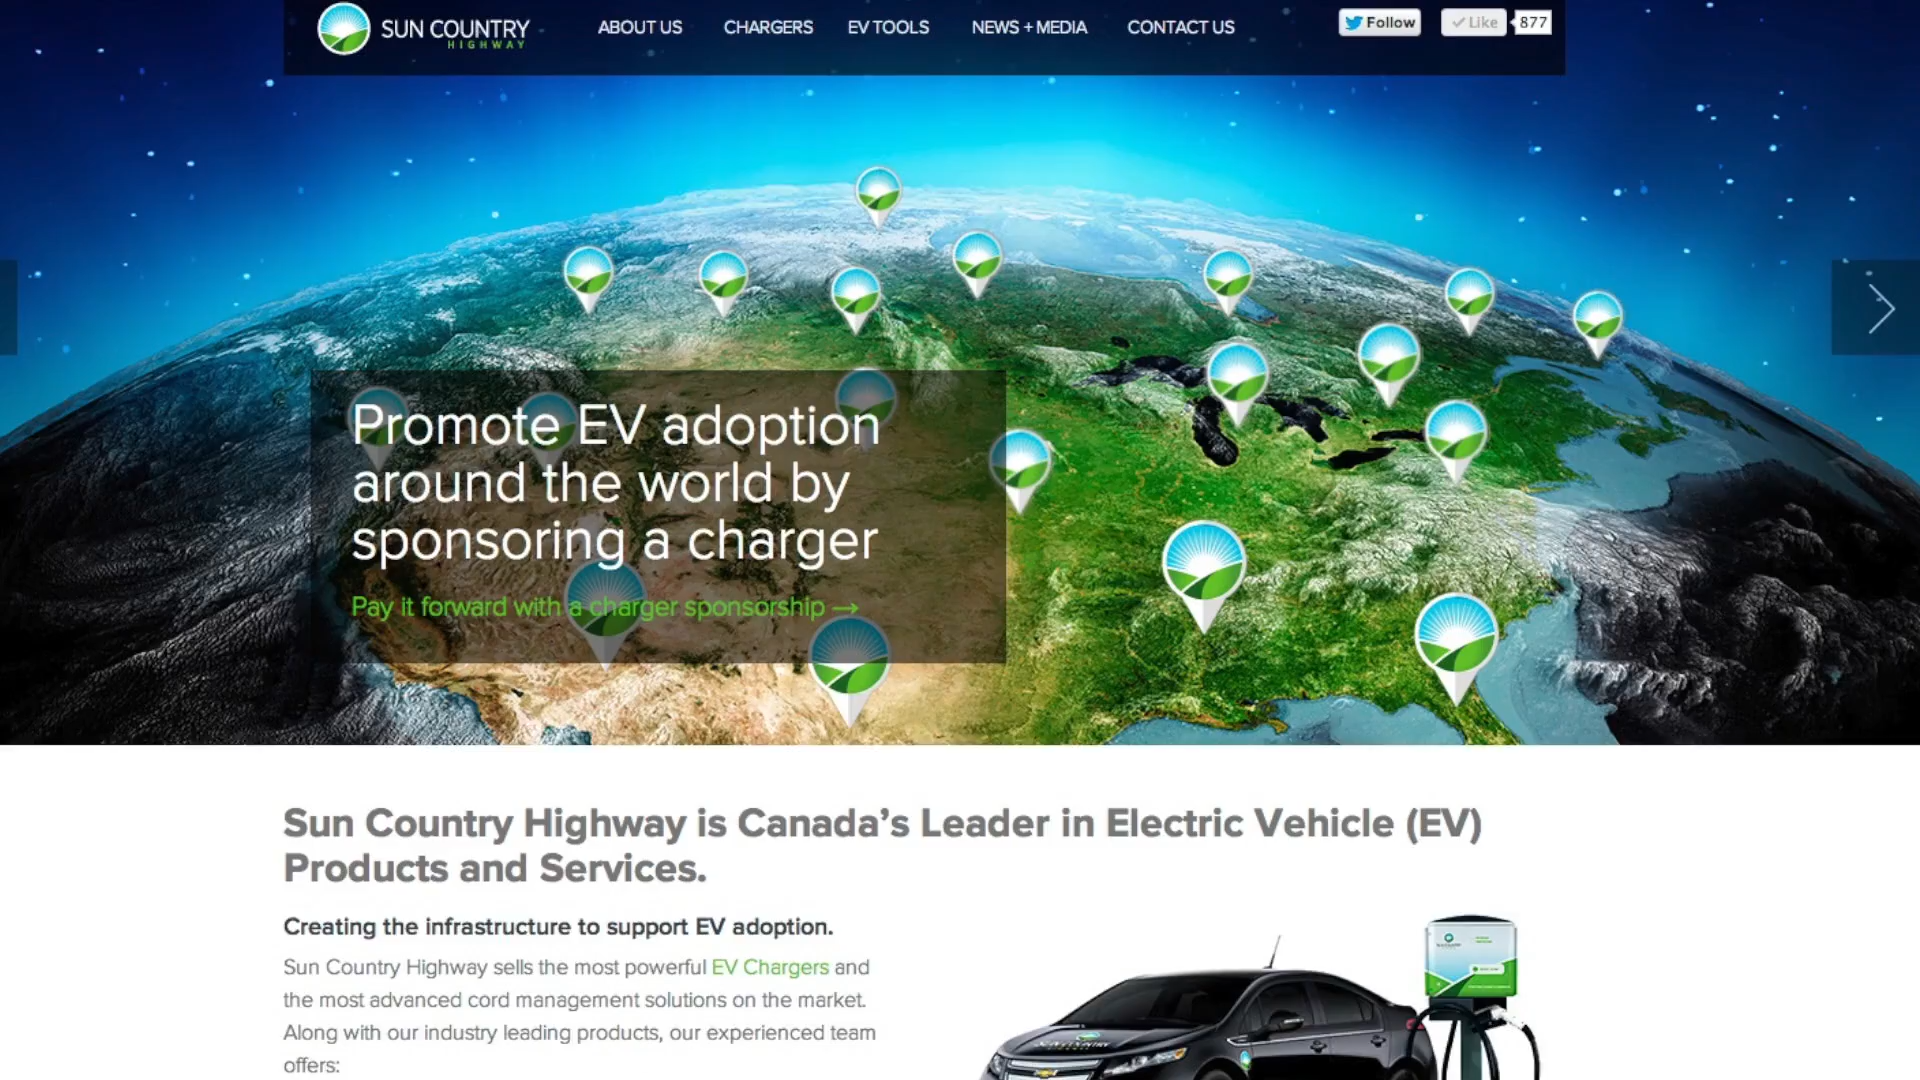 SUN COUNTRY
HIGHWAY
ABOUT US
CHARGERS
EV TOOLS
NEWS + MEDIA
CONTACT US
Follow
Like
877
Promote EV adoption
around the world by
sponsoring a charger
Pay it forward with a charger sponsorship →
Sun Country Highway is Canada’s Leader in Electric Vehicle (EV)
Products and Services.
Creating the infrastructure to support EV adoption.
Sun Country Highway sells the most powerful EV Chargers and
the most advanced cord management solutions on the market.
Along with our industry leading products, our experienced team
offers:
SUN COUNTRY